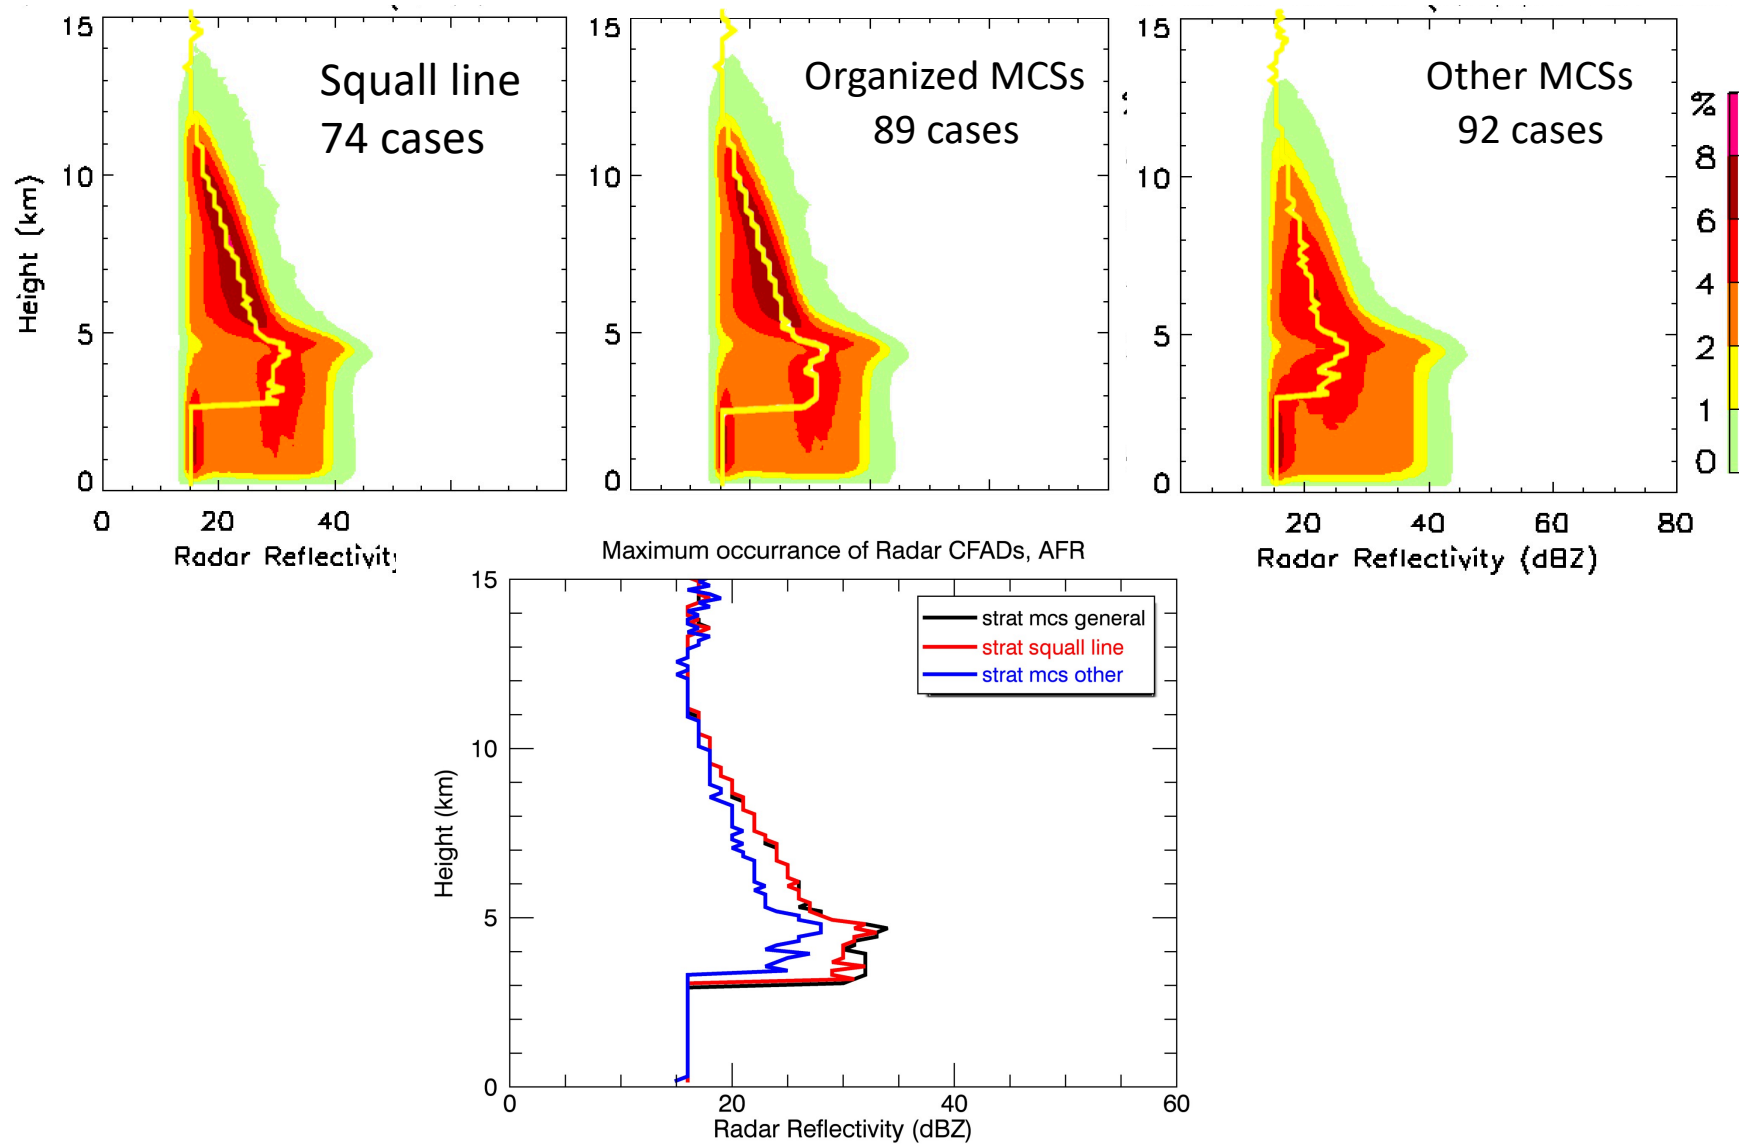 Squall line
74 cases
15
10
5
0
Height (km)
0
20
40
Radar Reflectivity
Organized MCSs
89 cases
15
10
5
0
Other MCSs
92 cases
15
10
5
0
20
40
60
80
Radar Reflectivity (dBZ)
%
8
6
4
2
1
0
Maximum occurrance of Radar CFADs, AFR
strat mcs general
strat squall line
strat mcs other
15
10
5
0
Height (km)
0
20
40
60
Radar Reflectivity (dBZ)